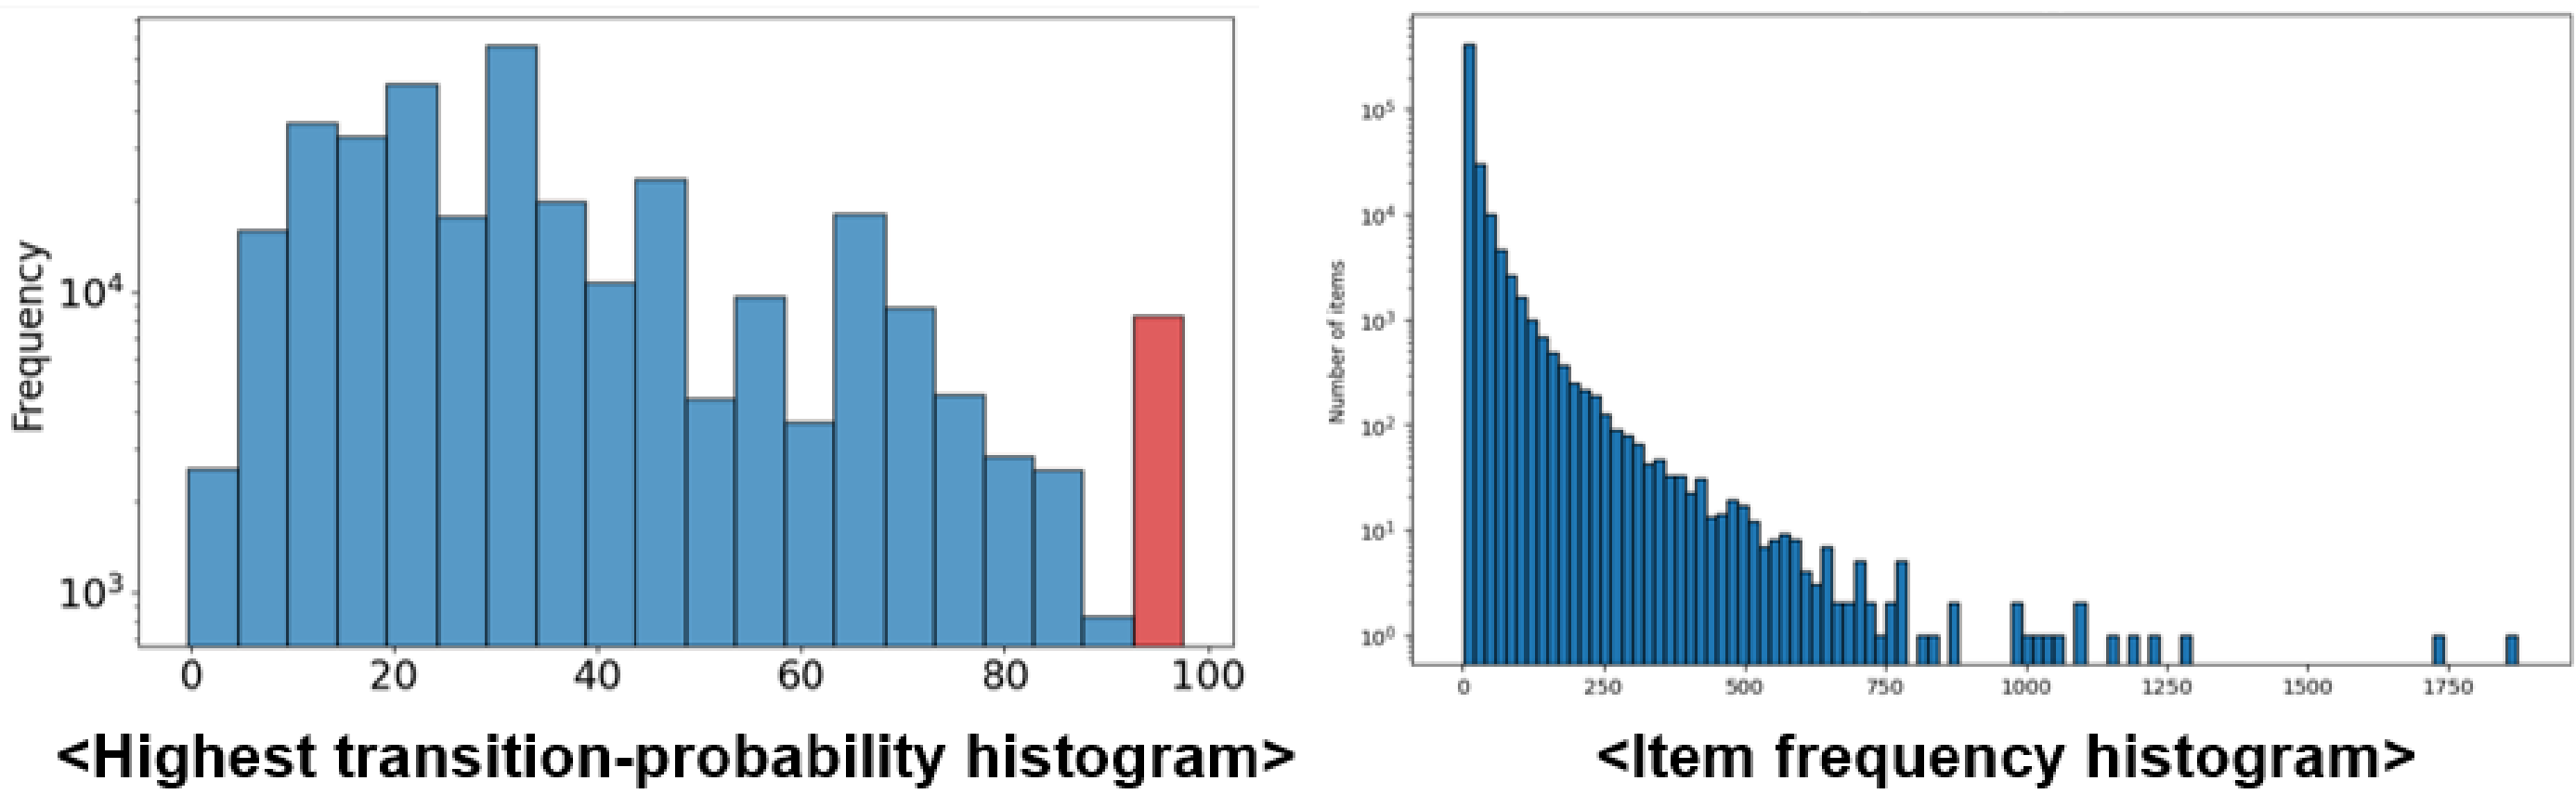 Frequency
10⁴
10³
0 20 40 60 80 100
<Highest transition-probability histogram>
Number of items
10⁵
10⁴
10³
10²
10¹
10⁰
0 250 500 750 1000 1250 1500 1750
<Item frequency histogram>